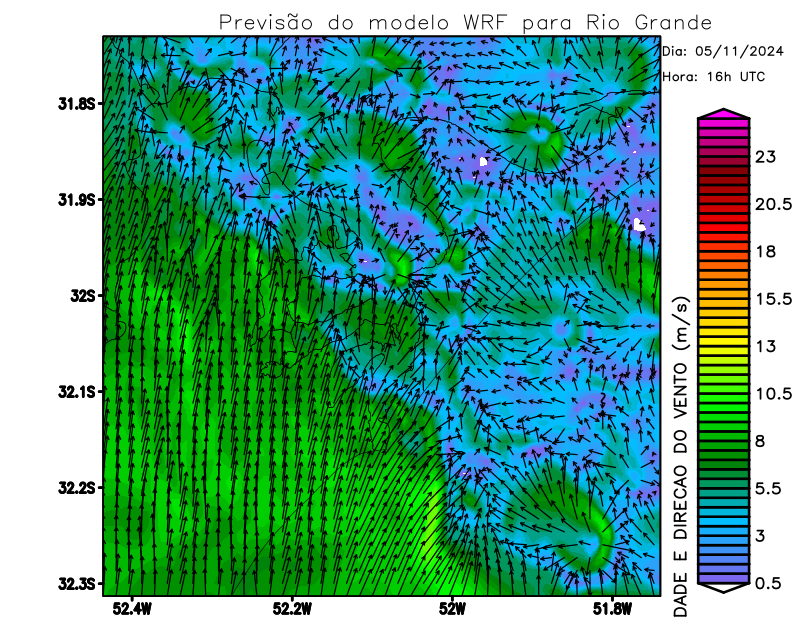 Previsão do modelo WRF para Rio Grande
Dia: 05/11/2024
Hora: 16h UTC
31.8S
31.9S
32S
32.1S
32.2S
32.3S
52.4W
52.2W
52W
51.8W
23
20.5
18
15.5
13
10.5
8
5.5
3
0.5
DADE E DIRECAO DO VENTO (m/s)